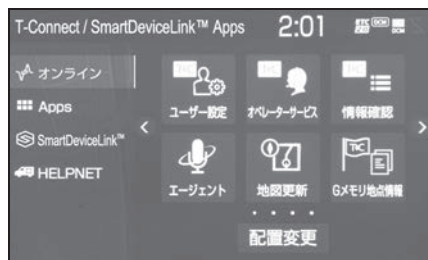 T-Connect / SmartDeviceLink™ Apps
2:01
オンライン
Apps
SmartDeviceLink™
HELPNET
ユーザー設定
オペレーターサービス
情報確認
エージェント
地図更新
Gメモリ地点情報
配置変更